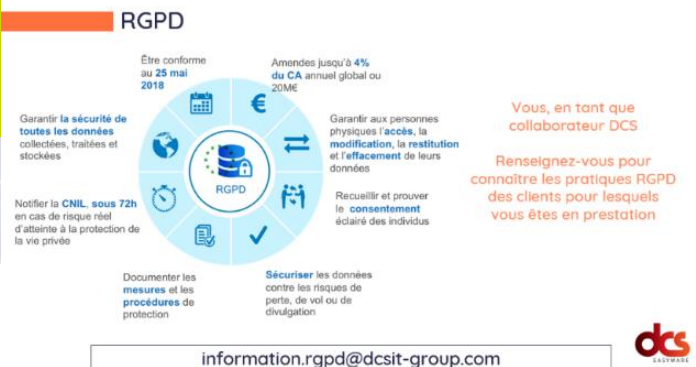 RGPD
Être conforme
au 25 mai
2018
Amendes jusqu'à 4%
du CA annuel global ou
20M€
Garantir la sécurité de
toutes les données
collectées, traitées et
stockées
€
Garantir aux personnes
physiques l'accès, la
modification, la restitution
et l'effacement de leurs
données
RGPD
Notifier la CNIL, sous 72h
en cas de risque réel
d'atteinte à la protection de
la vie privée
Recueillir et prouver
le consentement
éclairé des individus
Documenter les
mesures et les
procédures de
protection
Sécuriser les données
contre les risques de
perte, de vol ou de
divulgation
Vous, en tant que
collaborateur DCS
Renseignez-vous pour
connaître les pratiques RGPD
des clients pour lesquels
vous êtes en prestation
information.rgpd@dcsit-group.com
dcs
EASYWARE